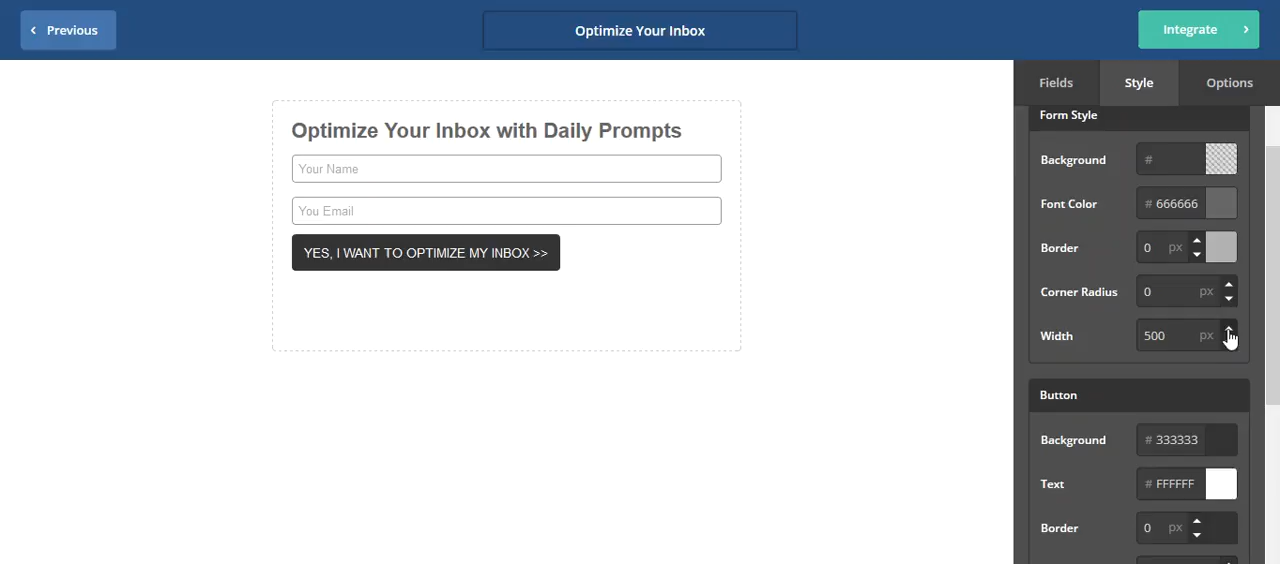 Previous
Optimize Your Inbox
Integrate
Fields
Style
Options
Form Style
Optimize Your Inbox with Daily Prompts
Your Name
You Email
YES, I WANT TO OPTIMIZE MY INBOX >>
Background #
Font Color # 666666
Border 0 px
Corner Radius 0 px
Width 500 px
Button
Background # 333333
Text # FFFFFF
Border 0 px